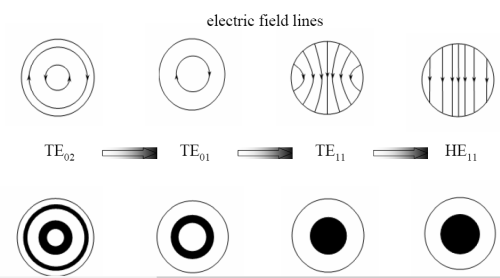 electric field lines
TE₀₂ TE₀₁ TE₁₁ HE₁₁